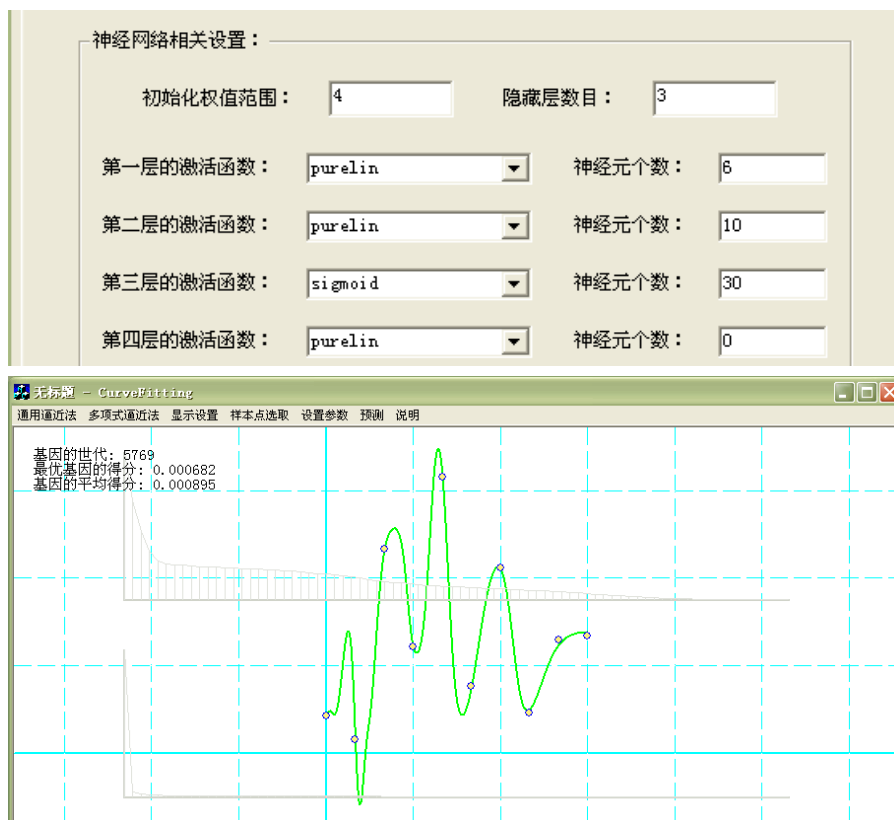 神经网络相关设置：
初始化权值范围： 4 隐藏层数目： 3
第一层的激活函数： purelin 神经元个数： 6
第二层的激活函数： purelin 神经元个数： 10
第三层的激活函数： sigmoid 神经元个数： 30
第四层的激活函数： purelin 神经元个数： 0
无标题 - CurveFitting
通用逼近法 多项式逼近法 显示设置 样本点选取 设置参数 预测 说明
基因的世代: 5769
最优基因的得分: 0.000682
基因的平均得分: 0.000895